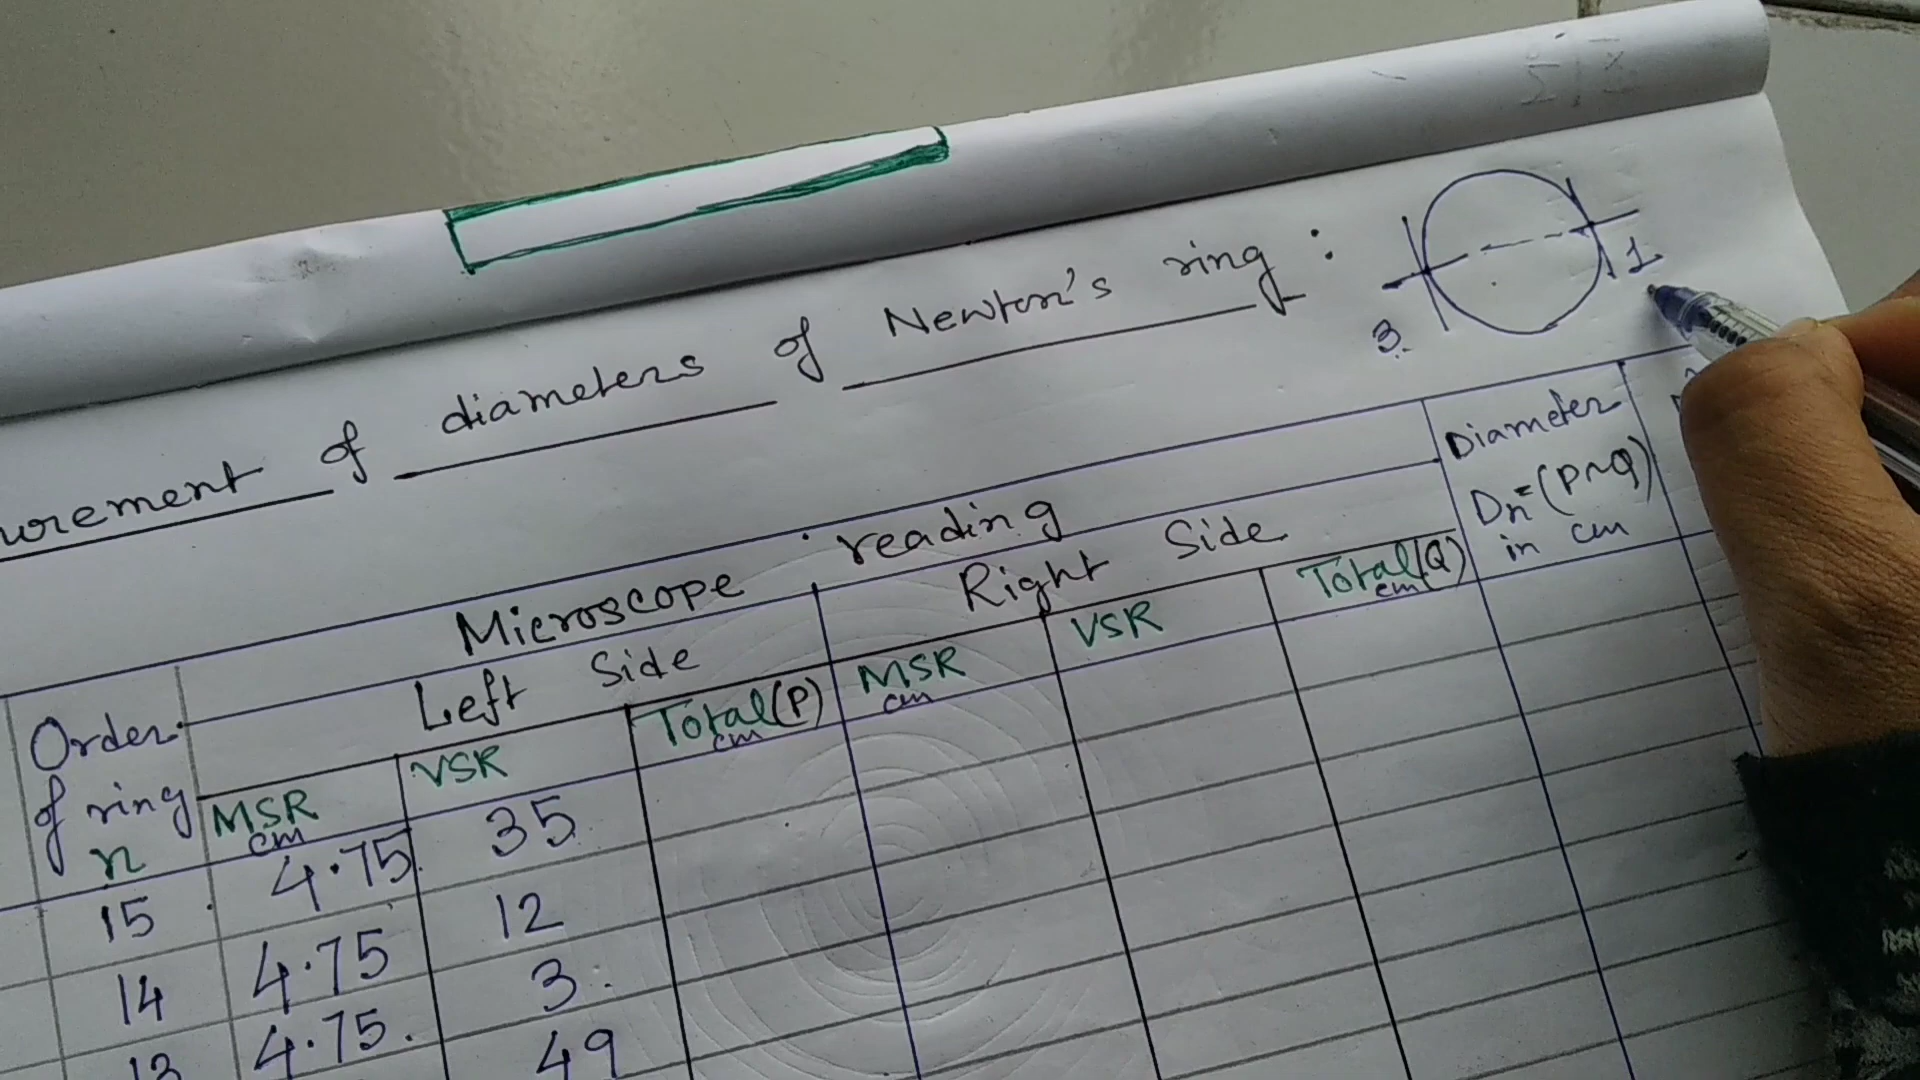 urement of diameters of Newton's ring :
3. 1
Microscope reading
Diameter
Dn = (P~Q)
in cm
Left Side Right Side
Order
of ring
n
MSR
cm
VSR
Total(P)
cm
MSR
cm
VSR
Total(Q)
cm
15 4.75 35
14 4.75 12
13 4.75. 3.
49